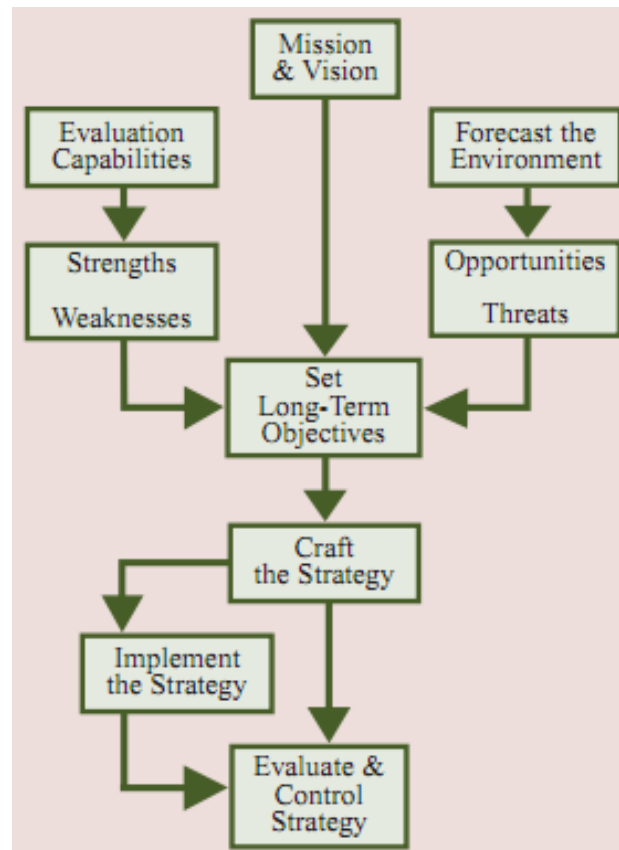 Mission
& Vision
Evaluation
Capabilities
Forecast the
Environment
Strengths
Weaknesses
Opportunities
Threats
Set
Long-Term
Objectives
Craft
the Strategy
Implement
the Strategy
Evaluate &
Control
Strategy